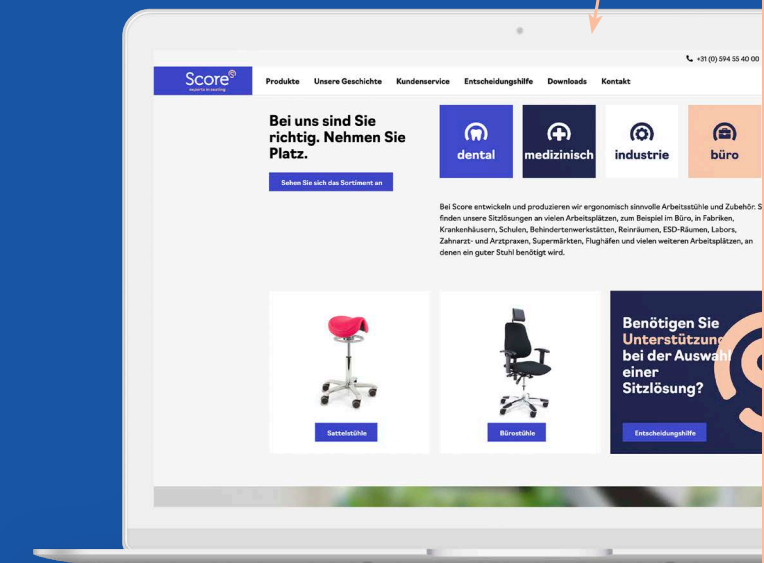 +31 (0) 594 55 40 00
Score®
experts in seating
Produkte Unsere Geschichte Kundenservice Entscheidungshilfe Downloads Kontakt
Bei uns sind Sie
richtig. Nehmen Sie
Platz.
Sehen Sie sich das Sortiment an
dental
medizinisch
industrie
büro
Bei Score entwickeln und produzieren wir ergonomisch sinnvolle Arbeitsstühle und Zubehör. S
finden unsere Sitzlösungen an vielen Arbeitsplätzen, zum Beispiel im Büro, in Fabriken,
Krankenhäusern, Schulen, Behindertenwerkstätten, Reinräumen, ESD-Räumen, Labors,
Zahnarzt- und Arztpraxen, Supermärkten, Flughäfen und vielen weiteren Arbeitsplätzen, an
denen ein guter Stuhl benötigt wird.
Sattelstühle
Bürostühle
Benötigen Sie
Unterstützung
bei der Auswahl
einer
Sitzlösung?
Entscheidungshilfe